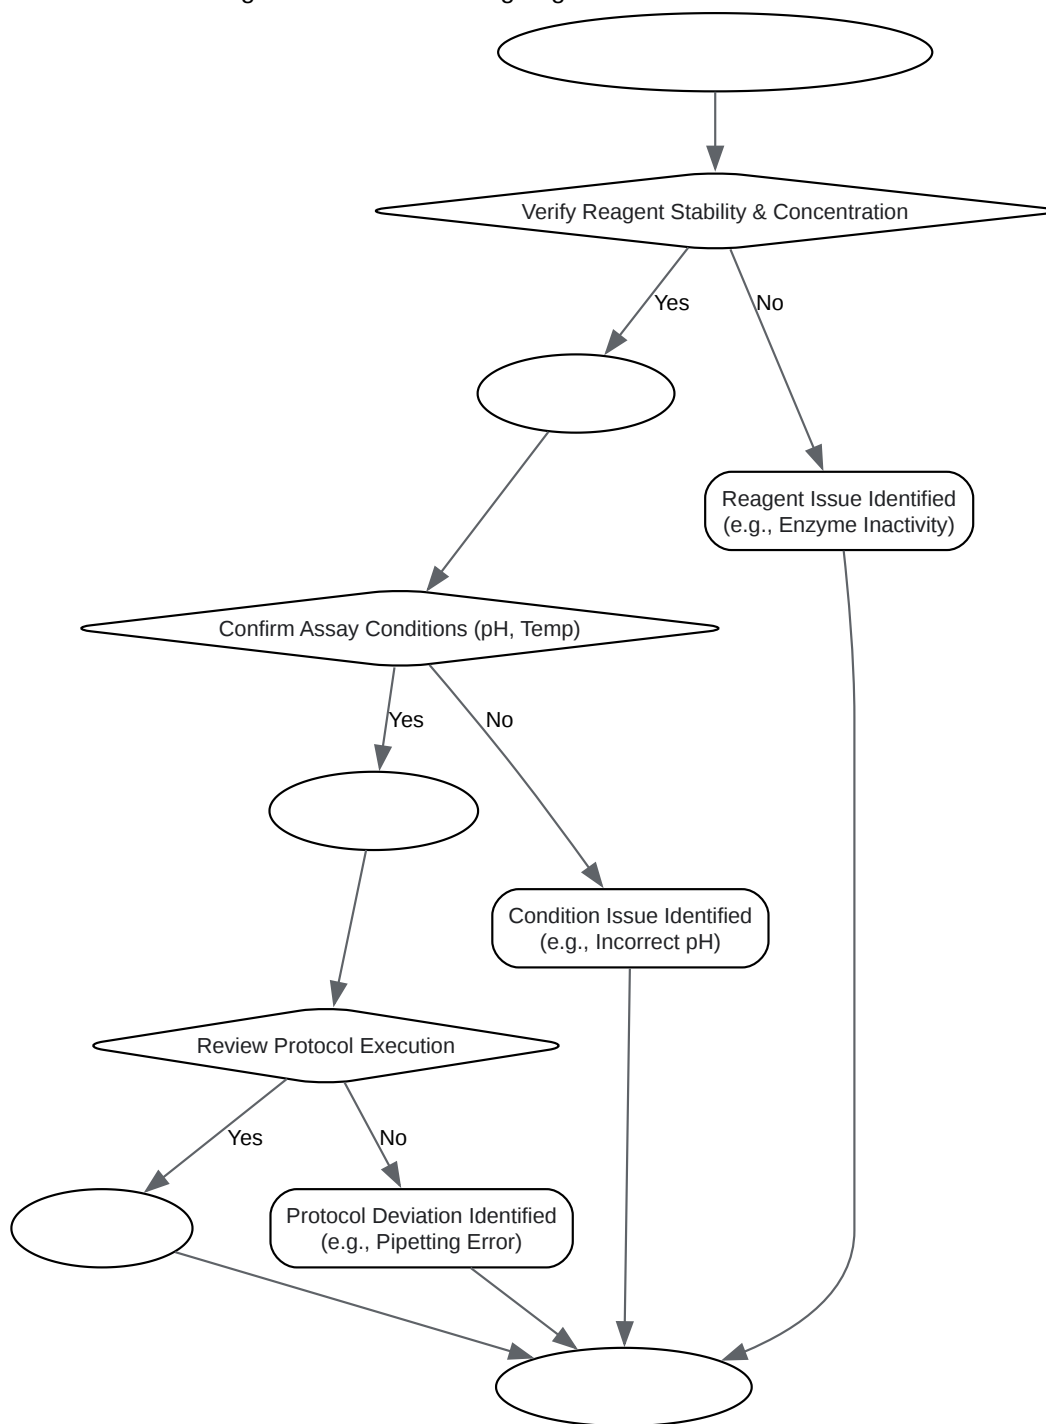 Verify Reagent Stability & Concentration
Yes
No
Reagent Issue Identified
(e.g., Enzyme Inactivity)
Confirm Assay Conditions (pH, Temp)
Yes
No
Condition Issue Identified
(e.g., Incorrect pH)
Review Protocol Execution
Yes
No
Protocol Deviation Identified
(e.g., Pipetting Error)